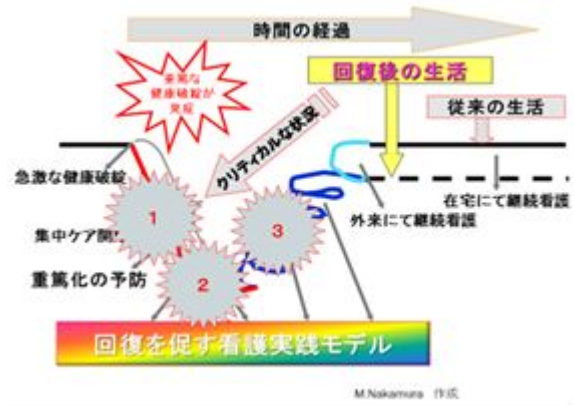 時間の経過
重篤な
健康破綻が
発症
回復後の生活
従来の生活
クリティカルな状況
急激な健康破綻
1
在宅にて継続看護
外来にて継続看護
3
集中ケア開
重篤化の予防
2
回復を促す看護実践モデル
M.Nakamura 作成